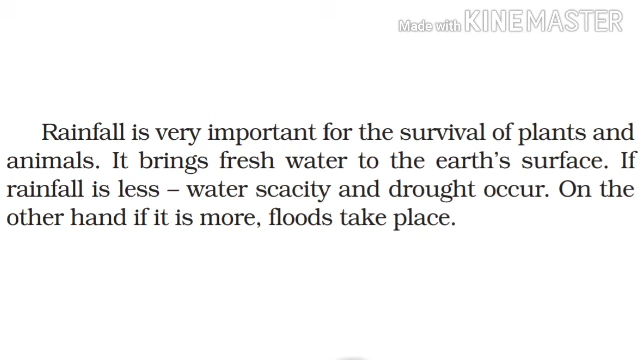 Made with KINEMASTER
Rainfall is very important for the survival of plants and
animals. It brings fresh water to the earth's surface. If
rainfall is less – water scacity and drought occur. On the
other hand if it is more, floods take place.